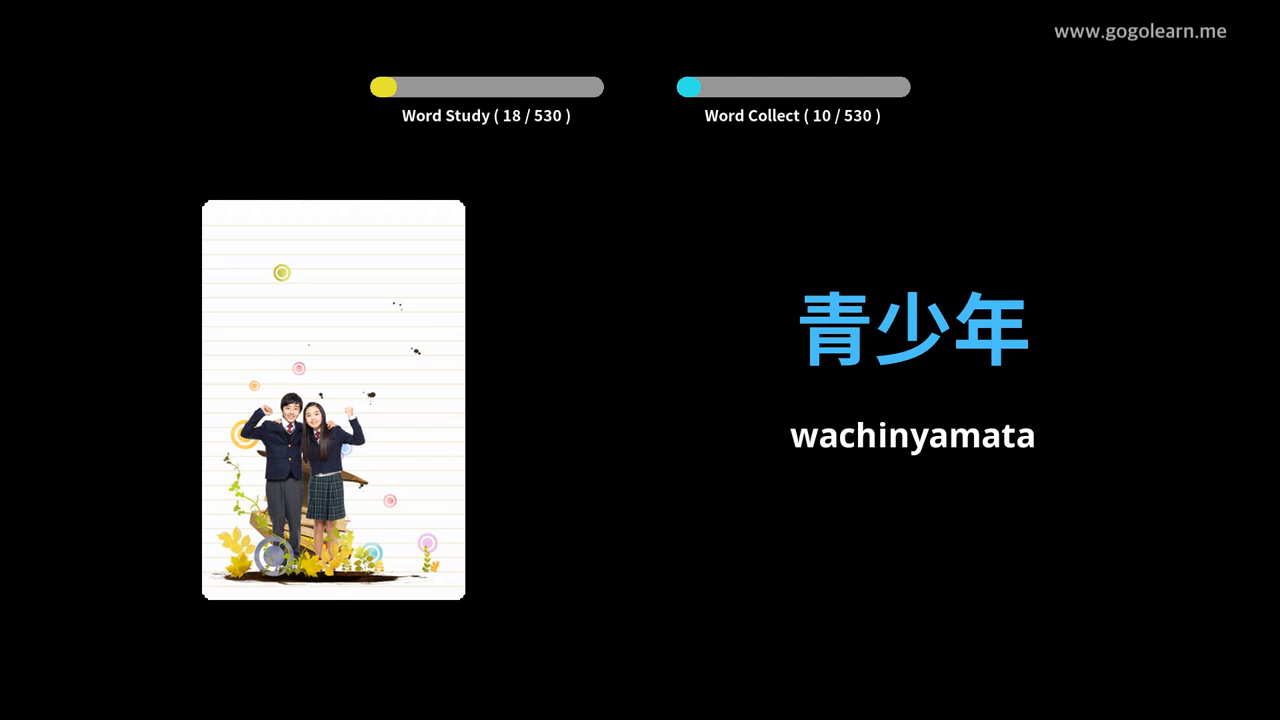 www.gogolearn.me
Word Study ( 18 / 530 )
Word Collect ( 10 / 530 )
青少年
wachinyamata